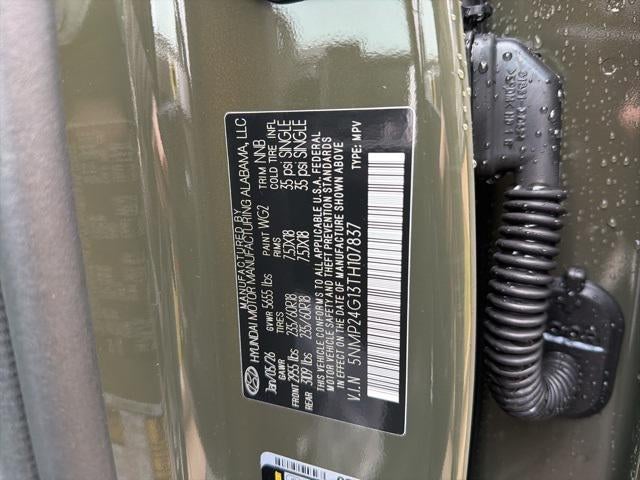 MANUFACTURED BY
HYUNDAI MOTOR MANUFACTURING ALABAMA, LLC
Jan/05/26 GVWR 5655 lbs PAINT WG2 TRIM NNB
GAWR TIRES RIMS COLD TIRE INFL
FRONT 2955 lbs 235/60R18 7.5JX18 35 psi SINGLE
REAR 3109 lbs 235/60R18 7.5JX18 35 psi SINGLE
THIS VEHICLE CONFORMS TO ALL APPLICABLE U.S.A. FEDERAL
MOTOR VEHICLE SAFETY AND THEFT PREVENTION STANDARDS
IN EFFECT ON THE DATE OF MANUFACTURE SHOWN ABOVE
V.I.N 5NMP24G13TH107837 TYPE: MPV